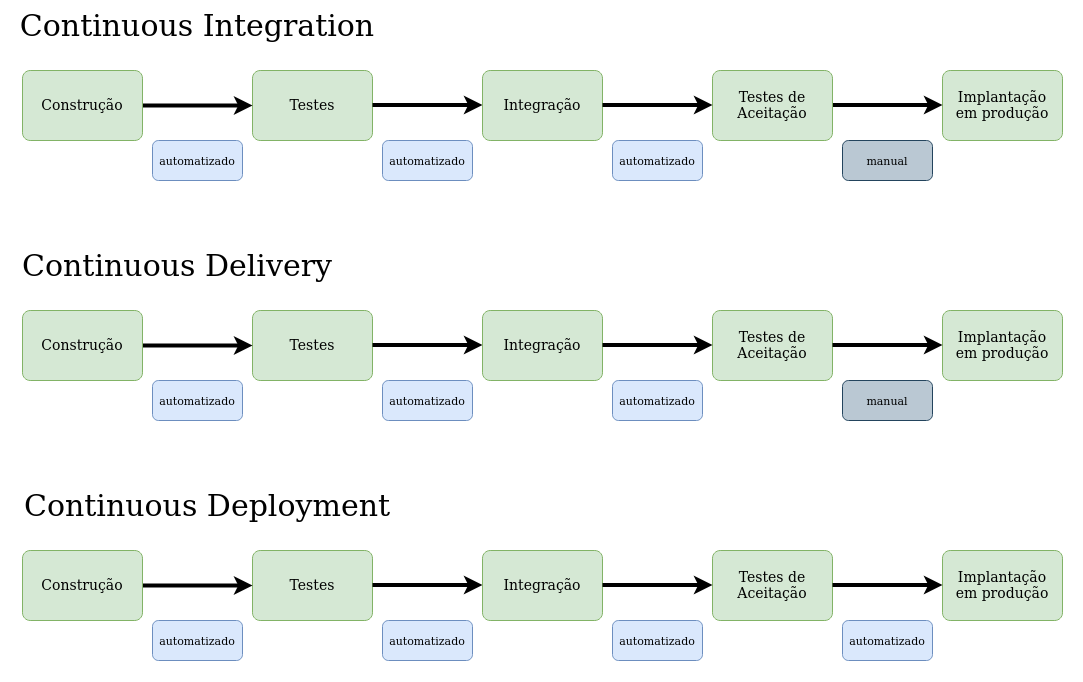 Continuous Integration
Construção
Testes
Integração
Testes de
Aceitação
Implantação
em produção
automatizado
automatizado
automatizado
manual
Continuous Delivery
Construção
Testes
Integração
Testes de
Aceitação
Implantação
em produção
automatizado
automatizado
automatizado
manual
Continuous Deployment
Construção
Testes
Integração
Testes de
Aceitação
Implantação
em produção
automatizado
automatizado
automatizado
automatizado